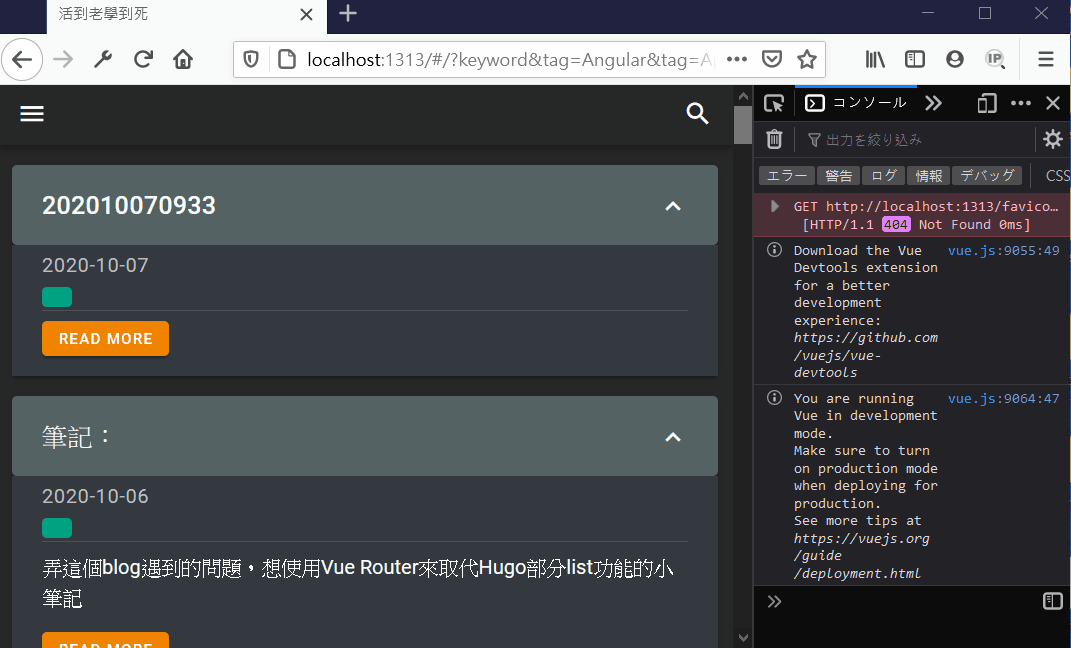 活到老學到死
localhost:1313/#/?keyword&tag=Angular&tag=A
202010070933
2020-10-07
READ MORE
筆記：
2020-10-06
弄這個blog遇到的問題，想使用Vue Router來取代Hugo部分list功能的小
筆記
READ MORE
コンソール
出力を絞り込み
エラー 警告 ログ 情報 デバッグ CSS
GET http://localhost:1313/favico…
[HTTP/1.1 404 Not Found 0ms]
Download the Vue vue.js:9055:49
Devtools extension
for a better
development
experience:
https://github.com
/vuejs/vue-
devtools
You are running vue.js:9064:47
Vue in development
mode.
Make sure to turn
on production mode
when deploying for
production.
See more tips at
https://vuejs.org
/guide
/deployment.html